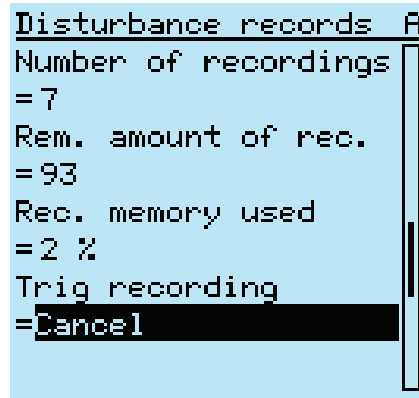 Disturbance records A
Number of recordings
=7
Rem. amount of rec.
=93
Rec. memory used
=2 %
Trig recording
=Cancel